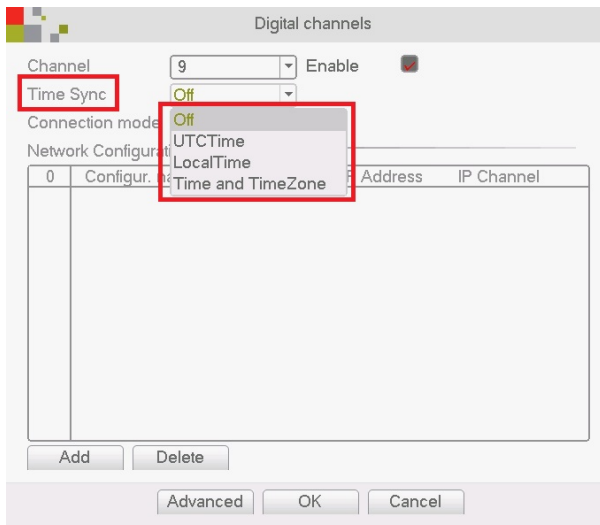 Digital channels
Channel 9 Enable
Time Sync Off
Connection mode Off
UTCTime
Network Configurati
LocalTime
0 Configur. na Time and TimeZone Address IP Channel
Add Delete
Advanced OK Cancel